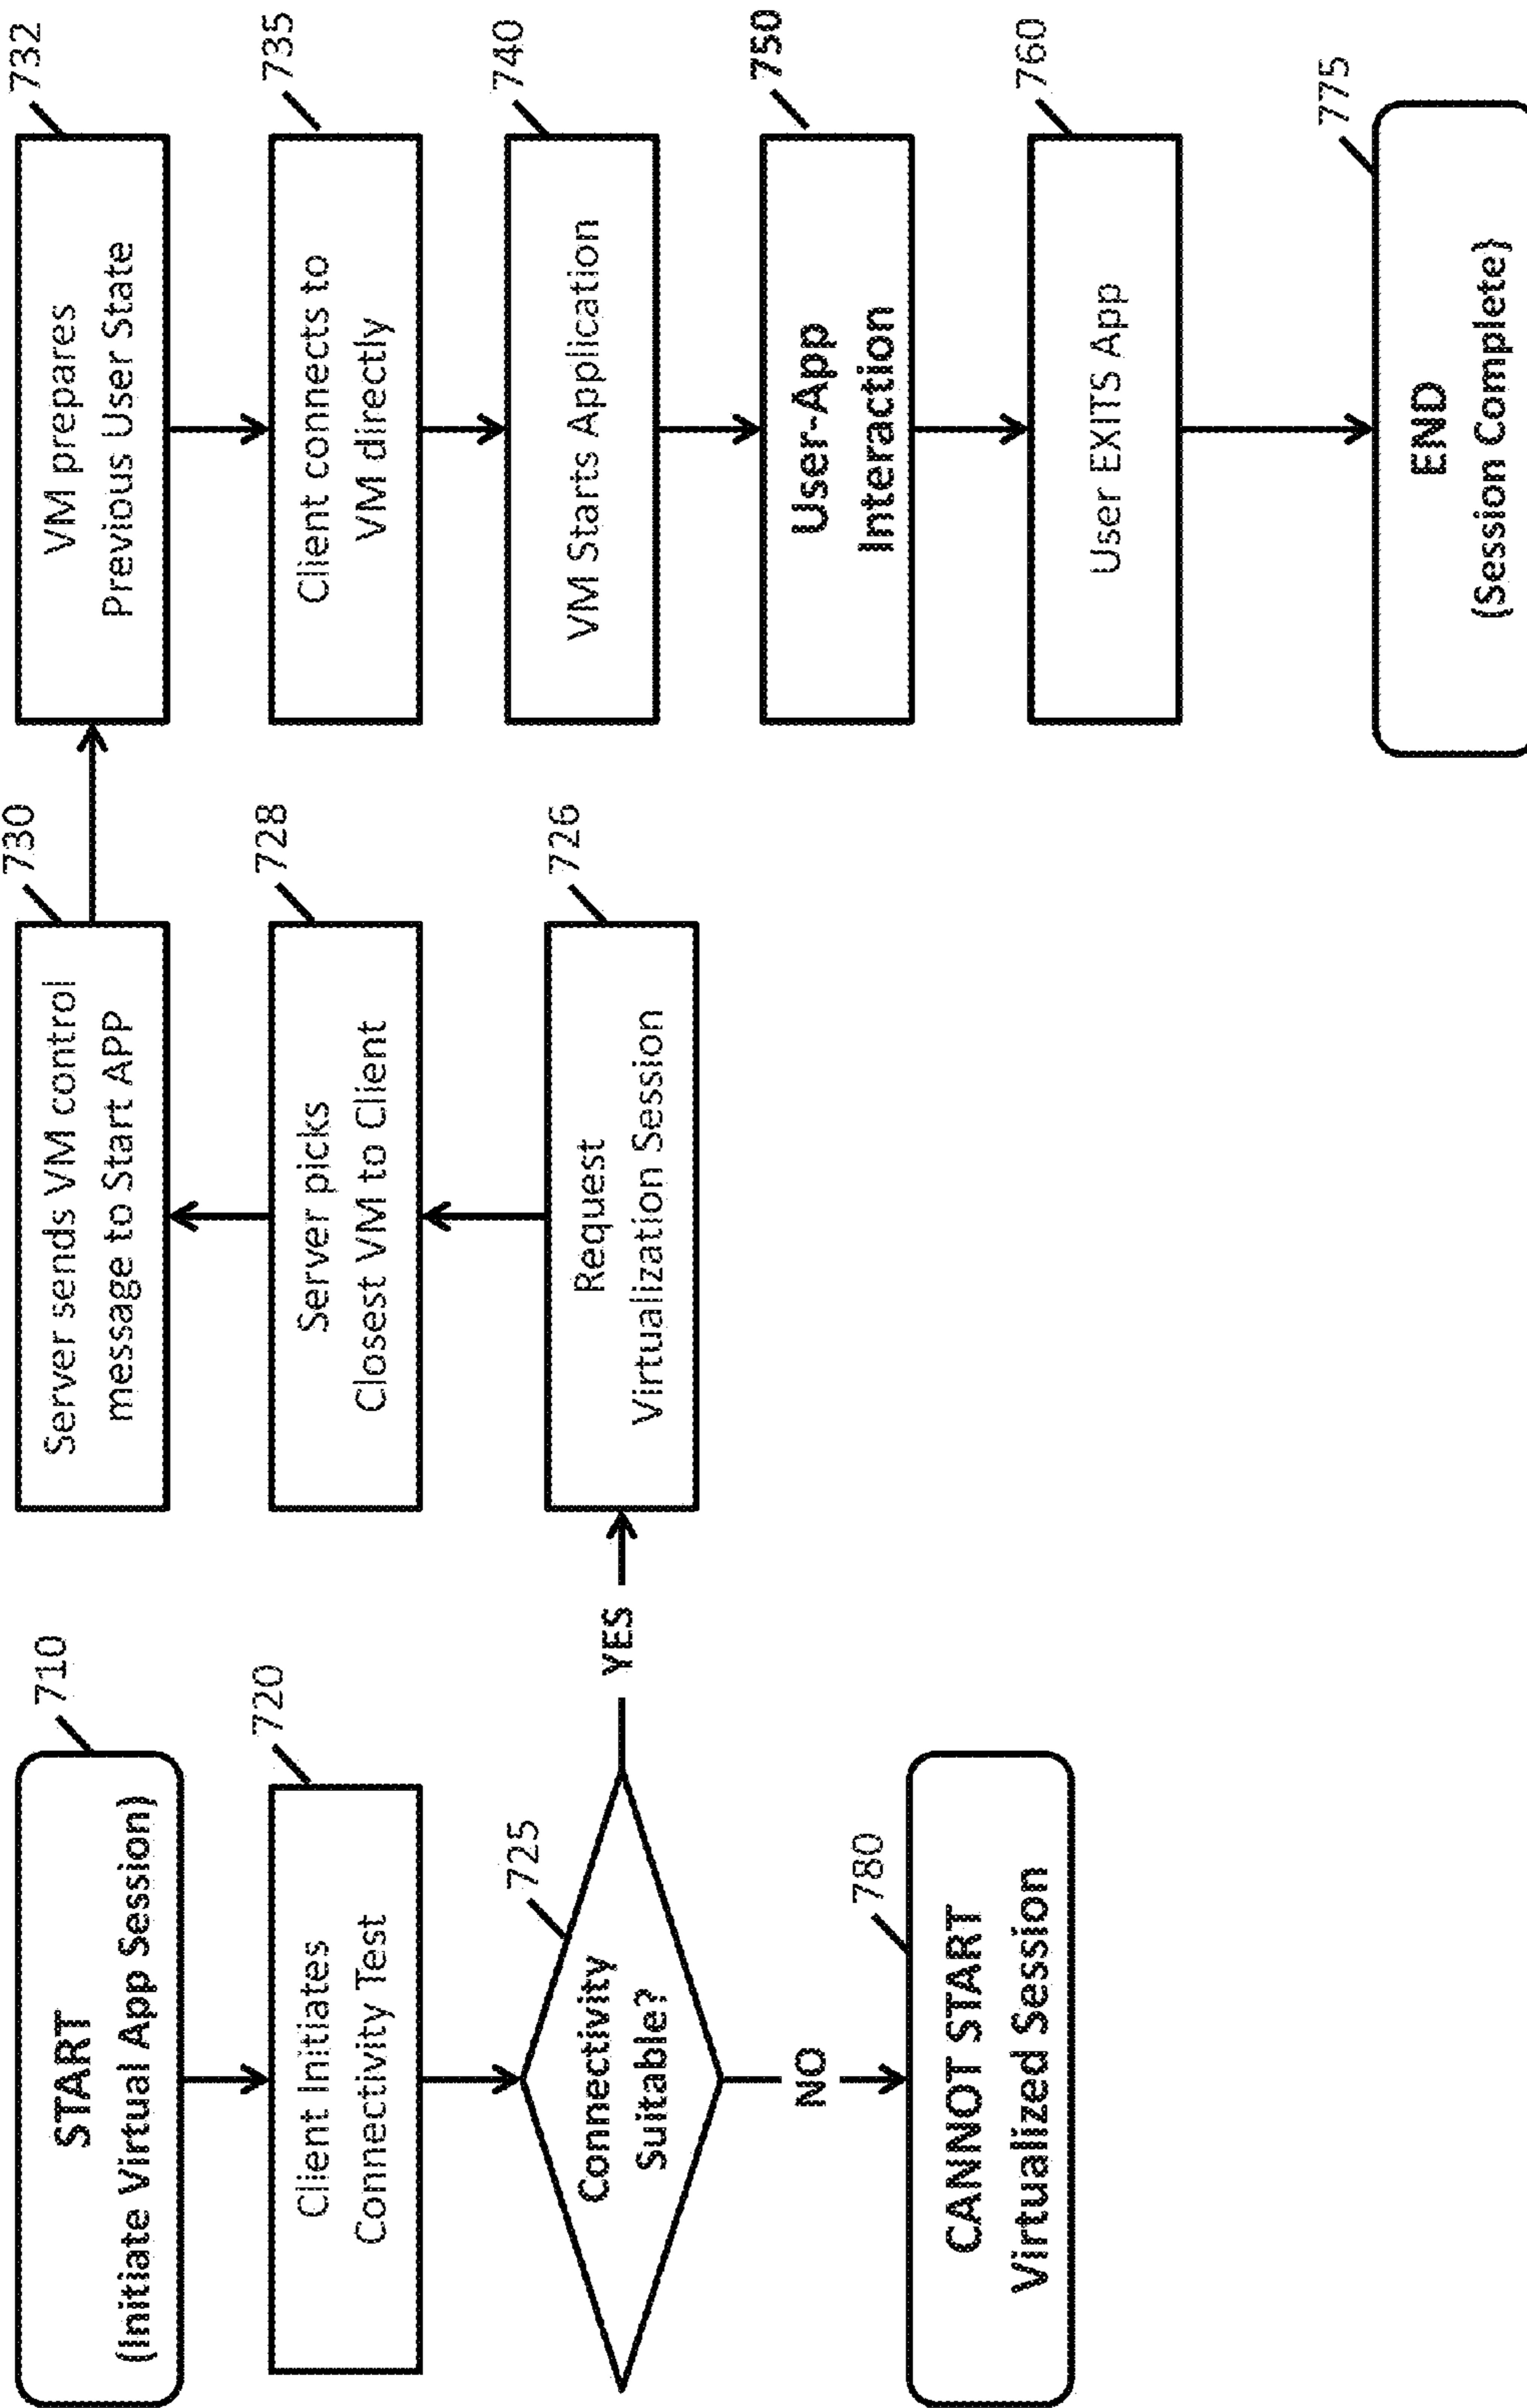 710
START
(Initiate Virtual App Session)
720
Client Initiates
Connectivity Test
725
Connectivity
Suitable?
YES
NO
780
CANNOT START
Virtualized Session
730
Server sends VM control
message to Start APP
728
Server picks
Closest VM to Client
726
Request
Virtualization Session
732
VM prepares
Previous User State
735
Client connects to
VM directly
740
VM Starts Application
750
User-App
Interaction
760
User EXITS App
775
END
(Session Complete)